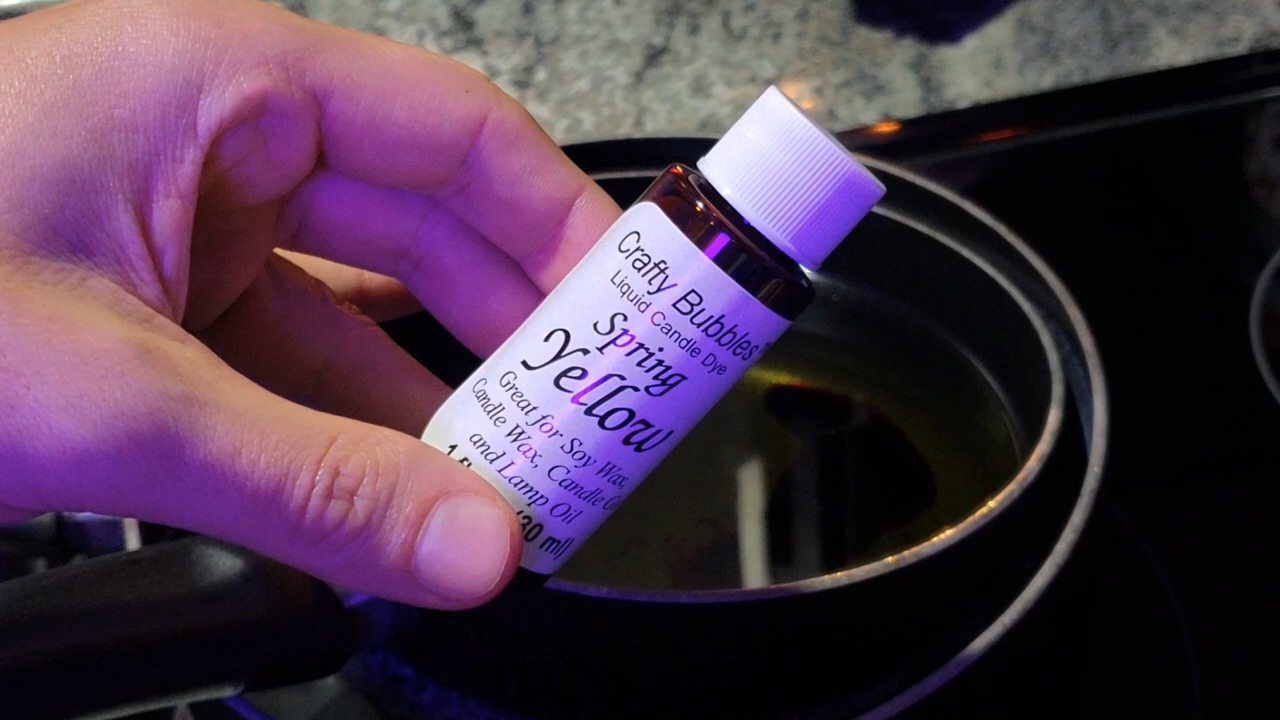 Crafty Bubbles
Liquid Candle Dye
Spring
Yellow
Great for Soy Wax,
Candle Wax, Candle
and Lamp Oil
1 (30 ml)